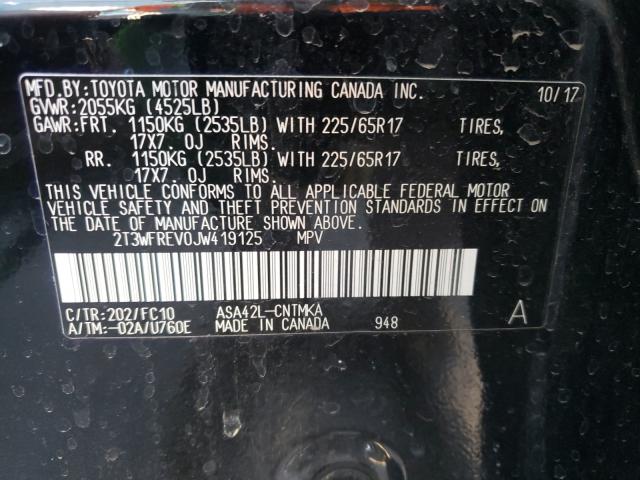 MFD.BY:TOYOTA MOTOR MANUFACTURING CANADA INC. 10/17
GVWR:2055KG (4525LB)
GAWR:FRT. 1150KG (2535LB) WITH 225/65R17 TIRES,
17X7.0J RIMS.
RR. 1150KG (2535LB) WITH 225/65R17 TIRES,
17X7.0J RIMS.
THIS VEHICLE CONFORMS TO ALL APPLICABLE FEDERAL MOTOR
VEHICLE SAFETY AND THEFT PREVENTION STANDARDS IN EFFECT ON
THE DATE OF MANUFACTURE SHOWN ABOVE.
2T3WFREV0JW419125 MPV
C/TR:202/FC10 ASA42L-CNTMKA A
A/TM:-02A/U760E MADE IN CANADA 948